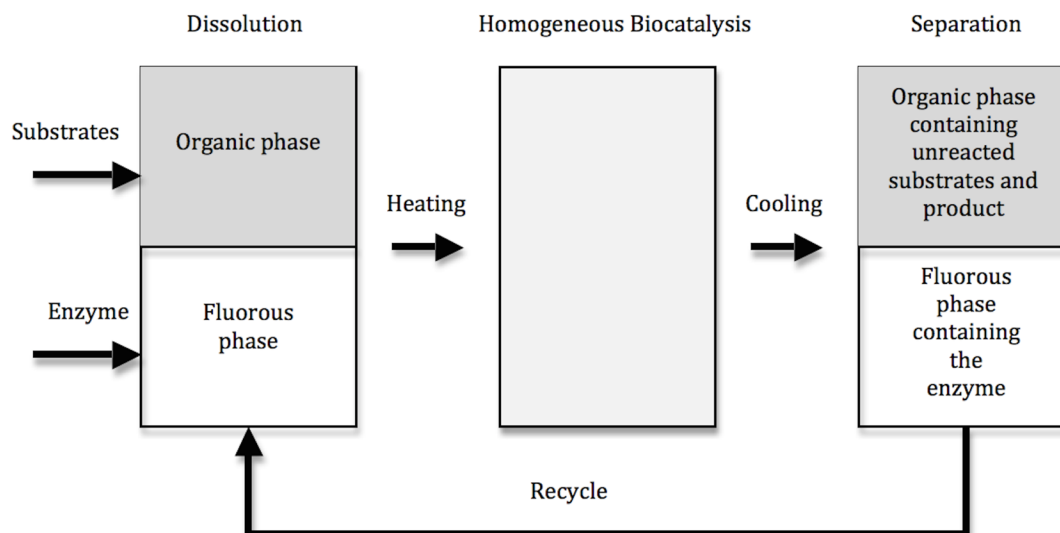 Dissolution
Homogeneous Biocatalysis
Separation
Substrates
Organic phase
Organic phase
containing
unreacted
substrates and
product
Heating
Cooling
Enzyme
Fluorous
phase
Fluorous
phase
containing
the
enzyme
Recycle